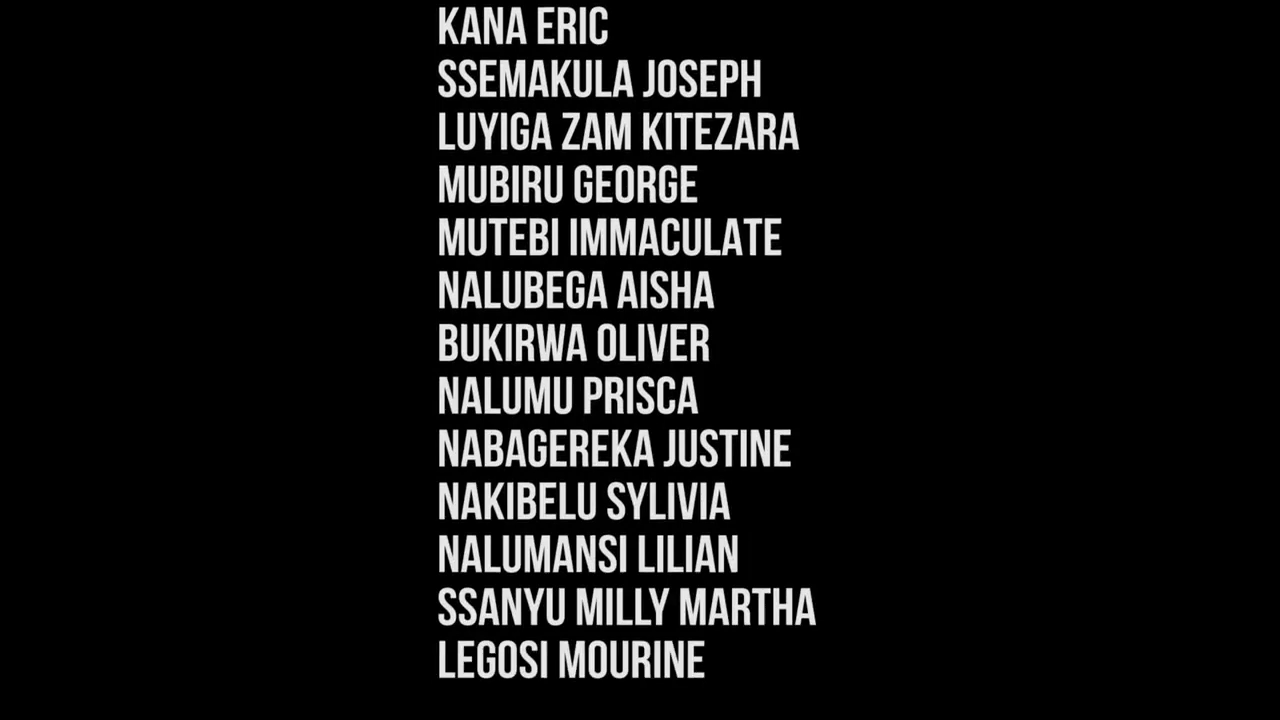 KANA ERIC
SSEMAKULA JOSEPH
LUYIGA ZAM KITEZARA
MUBIRU GEORGE
MUTEBI IMMACULATE
NALUBEGA AISHA
BUKIRWA OLIVER
NALUMU PRISCA
NABAGEREKA JUSTINE
NAKIBELU SYLIVIA
NALUMANSI LILIAN
SSANYU MILLY MARTHA
LEGOSI MOURINE